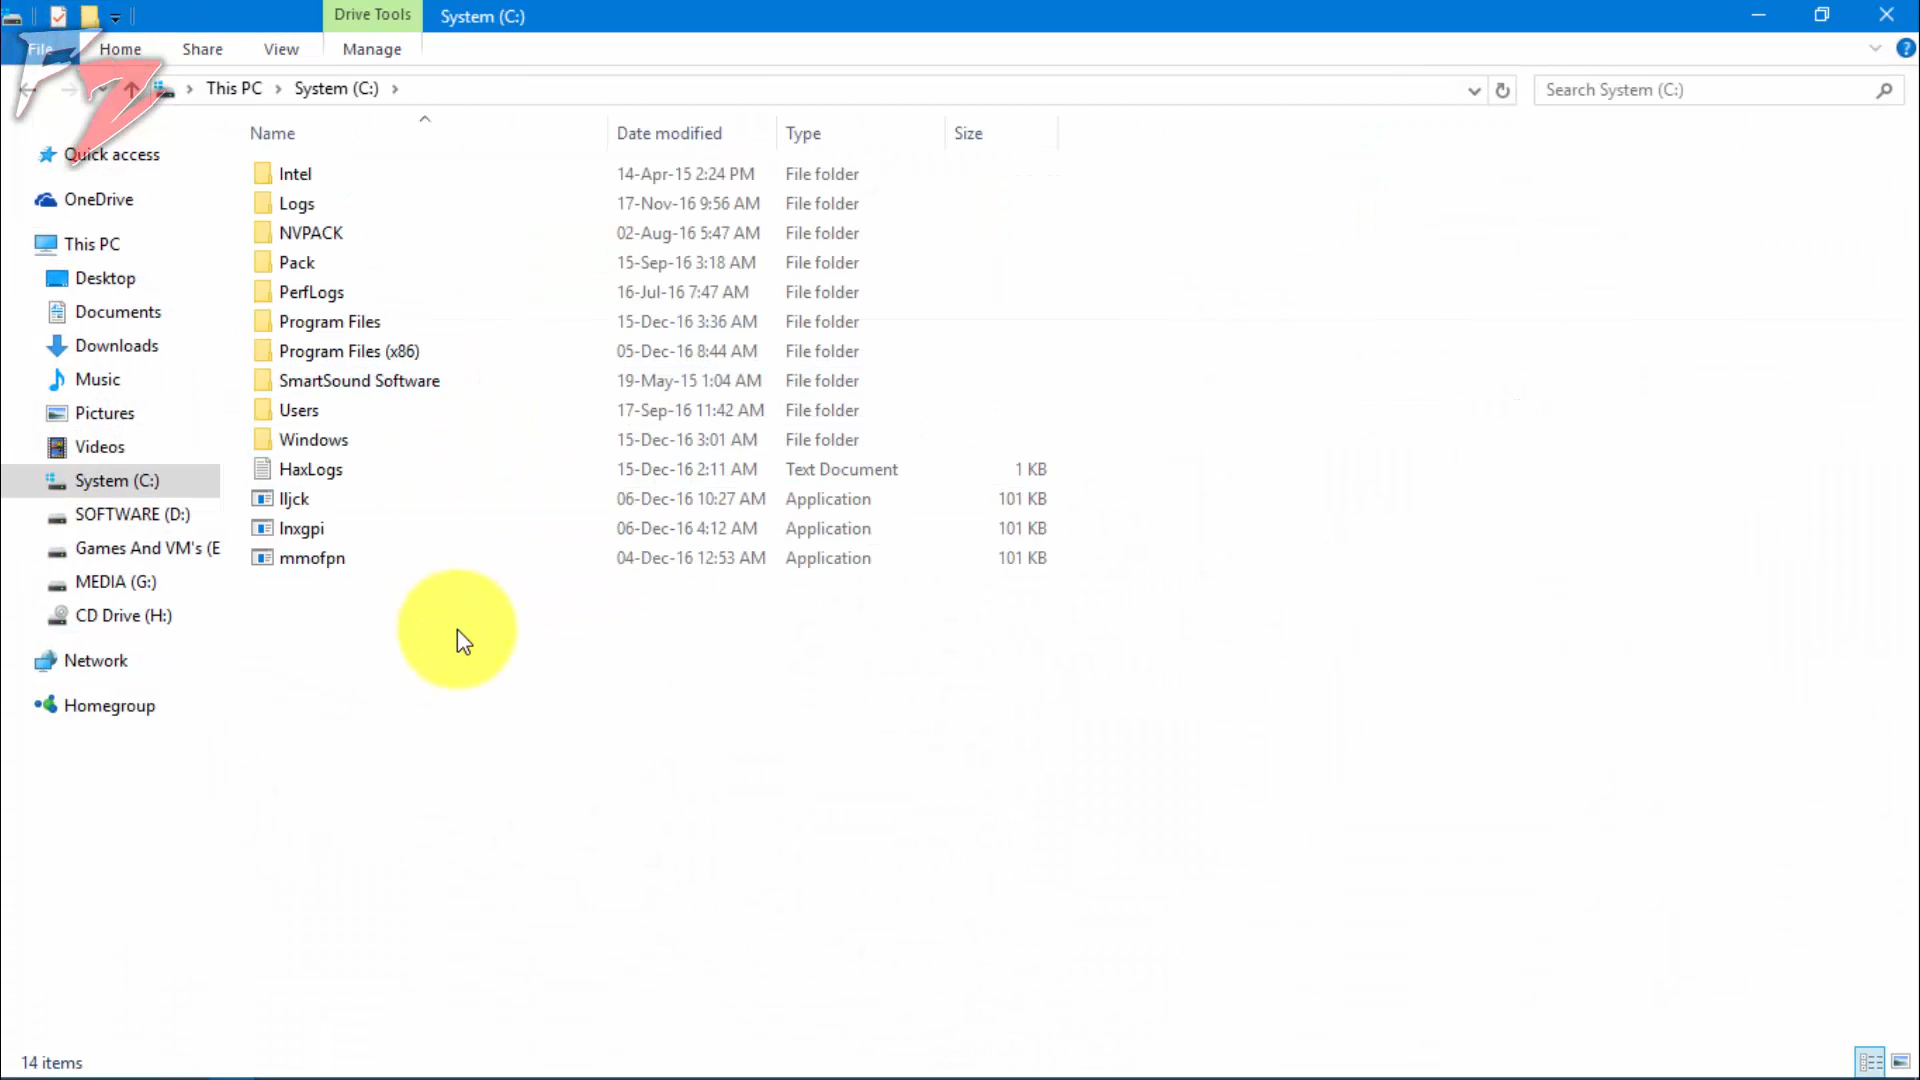 Drive Tools
System (C:)
File
Home
Share
View
Manage
This PC
System (C:)
Search System (C:)
Name
Date modified
Type
Size
Quick access
OneDrive
This PC
Desktop
Documents
Downloads
Music
Pictures
Videos
System (C:)
SOFTWARE (D:)
Games And VM's (E
MEDIA (G:)
CD Drive (H:)
Network
Homegroup
Intel 14-Apr-15 2:24 PM File folder
Logs 17-Nov-16 9:56 AM File folder
NVPACK 02-Aug-16 5:47 AM File folder
Pack 15-Sep-16 3:18 AM File folder
PerfLogs 16-Jul-16 7:47 AM File folder
Program Files 15-Dec-16 3:36 AM File folder
Program Files (x86) 05-Dec-16 8:44 AM File folder
SmartSound Software 19-May-15 1:04 AM File folder
Users 17-Sep-16 11:42 AM File folder
Windows 15-Dec-16 3:01 AM File folder
HaxLogs 15-Dec-16 2:11 AM Text Document 1 KB
lljck 06-Dec-16 10:27 AM Application 101 KB
lnxgpi 06-Dec-16 4:12 AM Application 101 KB
mmofpn 04-Dec-16 12:53 AM Application 101 KB
14 items